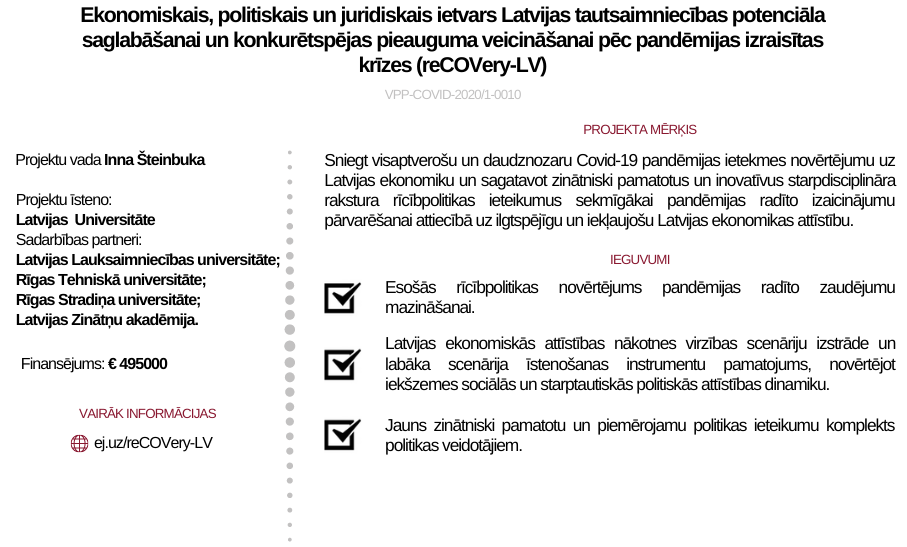 Ekonomiskais, politiskais un juridiskais ietvars Latvijas tautsaimniecības potenciāla
saglabāšanai un konkurētspējas pieauguma veicināšanai pēc pandēmijas izraisītas
krīzes (reCOVery-LV)
VPP-COVID-2020/1-0010
Projektu vada Inna Šteinbuka
Projektu īsteno:
Latvijas Universitāte
Sadarbības partneri:
Latvijas Lauksaimniecības universitāte;
Rīgas Tehniskā universitāte;
Rīgas Stradiņa universitāte;
Latvijas Zinātņu akadēmija.
Finansējums: € 495000
VAIRĀK INFORMĀCIJAS
ej.uz/reCOVery-LV
PROJEKTA MĒRĶIS
Sniegt visaptverošu un daudznozaru Covid-19 pandēmijas ietekmes novērtējumu uz
Latvijas ekonomiku un sagatavot zinātniski pamatotus un inovatīvus starpdisciplināra
rakstura rīcībpolitikas ieteikumus sekmīgākai pandēmijas radīto izaicinājumu
pārvarēšanai attiecībā uz ilgtspējīgu un iekļaujošu Latvijas ekonomikas attīstību.
IEGUVUMI
Esošās rīcībpolitikas novērtējums pandēmijas radīto zaudējumu
mazināšanai.
Latvijas ekonomiskās attīstības nākotnes virzības scenāriju izstrāde un
labāka scenārija īstenošanas instrumentu pamatojums, novērtējot
iekšzemes sociālās un starptautiskās politiskās attīstības dinamiku.
Jauns zinātniski pamatotu un piemērojamu politikas ieteikumu komplekts
politikas veidotājiem.